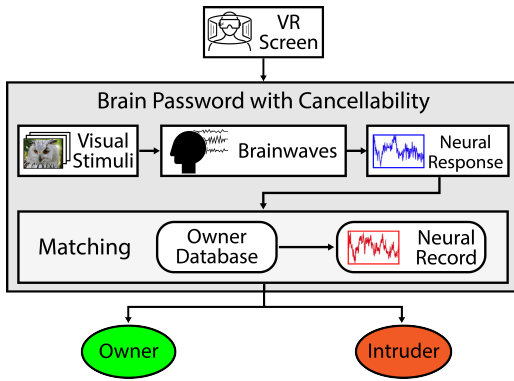 VR
Screen
Brain Password with Cancellability
Visual
Stimuli
Brainwaves
Neural
Response
Matching
Owner
Database
Neural
Record
Owner
Intruder